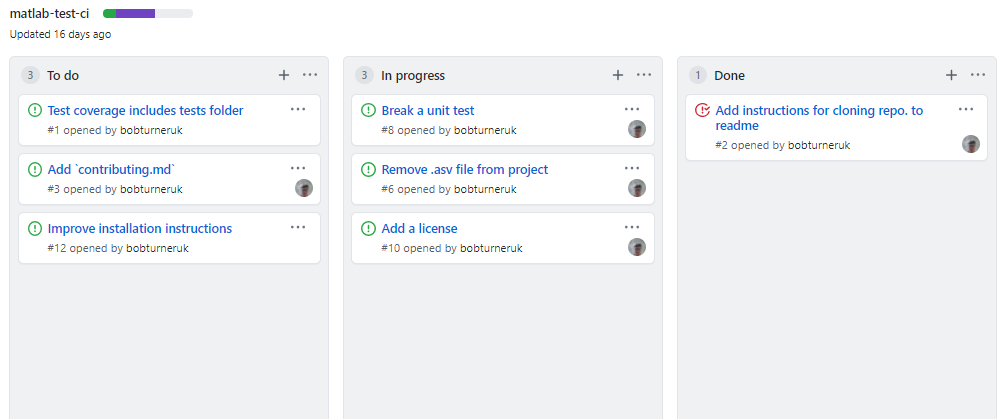 matlab-test-ci
Updated 16 days ago
3 To do
Test coverage includes tests folder
#1 opened by bobturneruk
Add `contributing.md`
#3 opened by bobturneruk
Improve installation instructions
#12 opened by bobturneruk
3 In progress
Break a unit test
#8 opened by bobturneruk
Remove .asv file from project
#6 opened by bobturneruk
Add a license
#10 opened by bobturneruk
1 Done
Add instructions for cloning repo. to
readme
#2 opened by bobturneruk